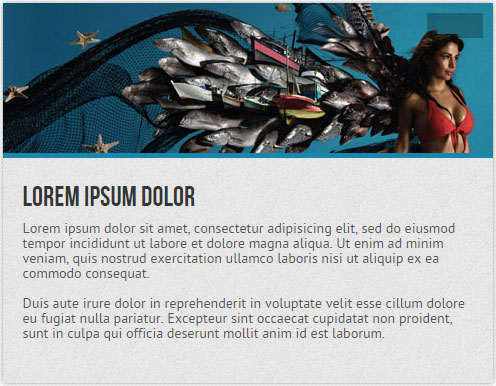 LOREM IPSUM DOLOR
Lorem ipsum dolor sit amet, consectetur adipisicing elit, sed do eiusmod
tempor incididunt ut labore et dolore magna aliqua. Ut enim ad minim
veniam, quis nostrud exercitation ullamco laboris nisi ut aliquip ex ea
commodo consequat.
Duis aute irure dolor in reprehenderit in voluptate velit esse cillum dolore
eu fugiat nulla pariatur. Excepteur sint occaecat cupidatat non proident,
sunt in culpa qui officia deserunt mollit anim id est laborum.